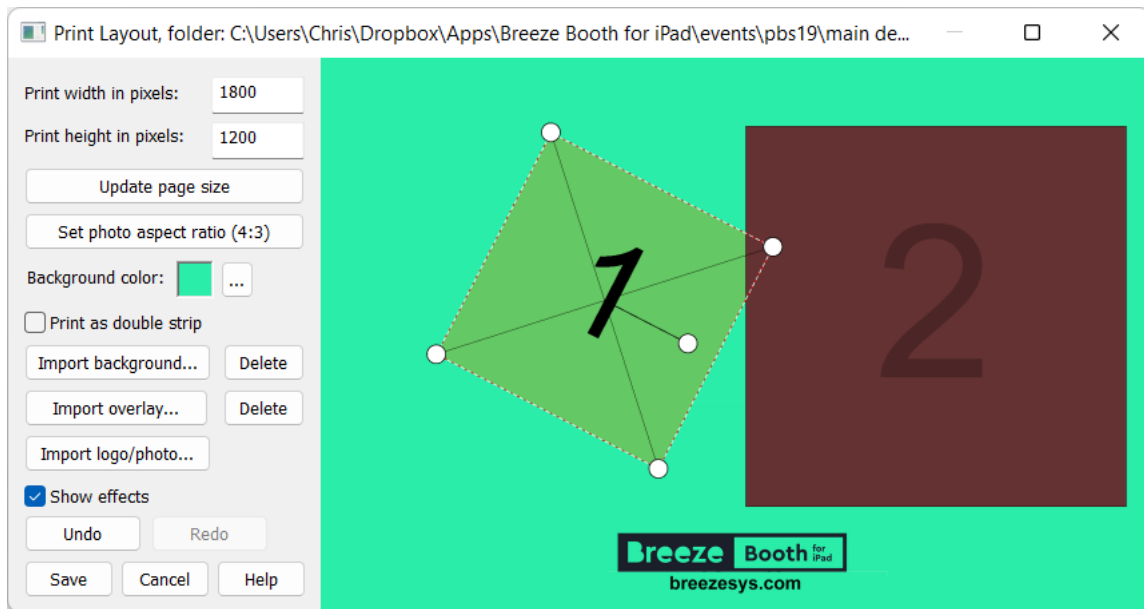 Print Layout, folder: C:\Users\Chris\Dropbox\Apps\Breeze Booth for iPad\events\pbs19\main de...
Print width in pixels: 1800
Print height in pixels: 1200
Update page size
Set photo aspect ratio (4:3)
Background color: ...
Print as double strip
Import background... Delete
Import overlay... Delete
Import logo/photo...
Show effects
Undo Redo
Save Cancel Help
1
2
Breeze Booth for iPad
breezesys.com